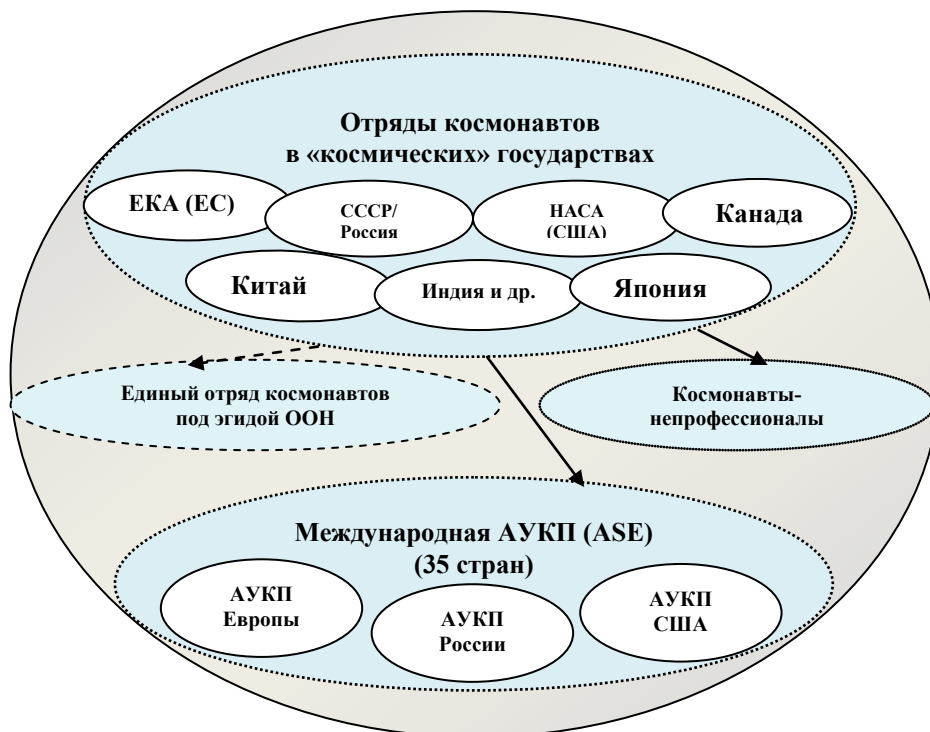 Отряды космонавтов
в «космических» государствах
ЕКА (ЕС)
СССР/
Россия
НАСА
(США)
Канада
Китай
Индия и др.
Япония
Единый отряд космонавтов
под эгидой ООН
Космонавты-
непрофессионалы
Международная АУКП (ASE)
(35 стран)
АУКП
Европы
АУКП
России
АУКП
США